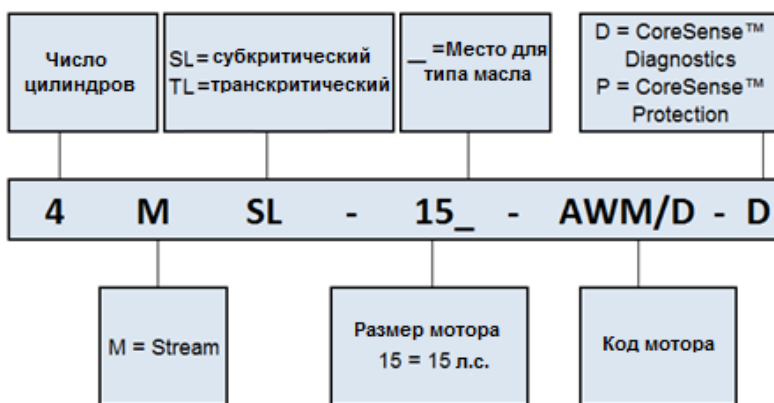 Число
цилиндров
SL= субкритический
TL=транскритический
_ =Место для
типа масла
D = CoreSense™
Diagnostics
P = CoreSense™
Protection
4 M SL - 15_ - AWM/D - D
M = Stream
Размер мотора
15 = 15 л.с.
Код мотора